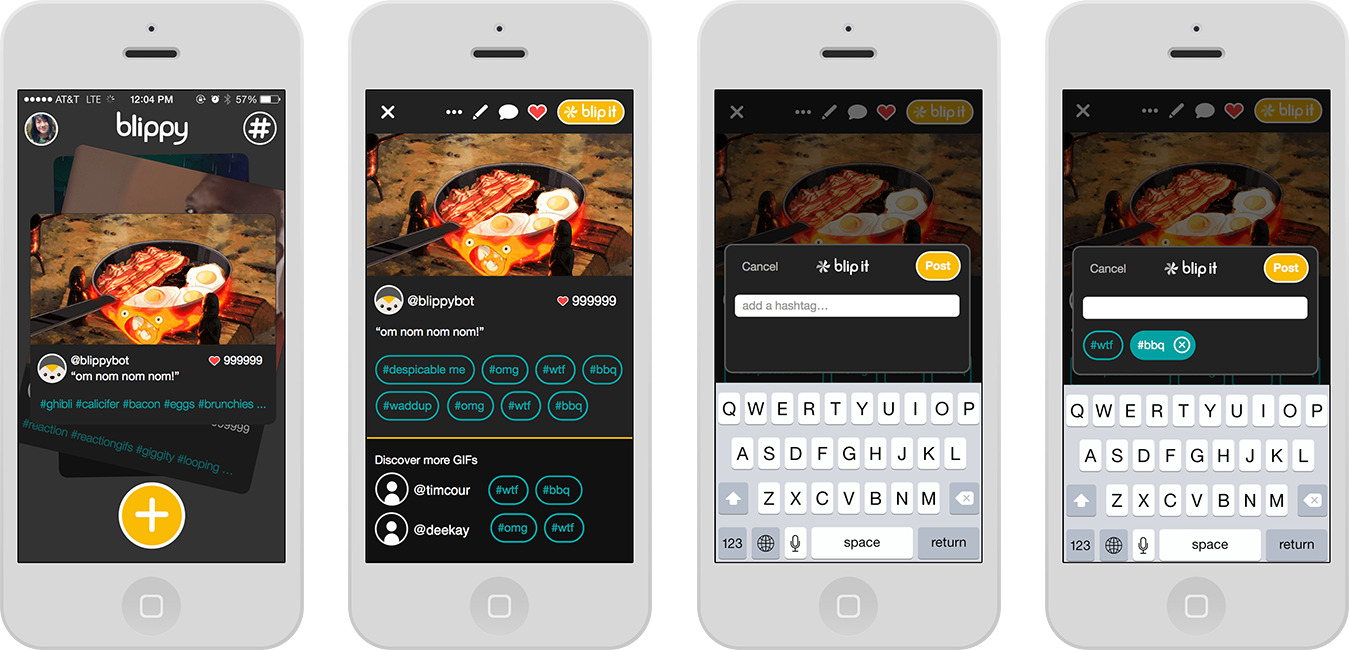 AT&T LTE 12:04 PM 57%
blippy
#
@blippybot 999999
"om nom nom nom!"
#ghibli #calicifer #bacon #eggs #brunchies ...
999999
#reaction #reactiongifs #giggity #looping ...
blip it
@blippybot 999999
"om nom nom nom!"
#despicable me #omg #wtf #bbq
#waddup #omg #wtf #bbq
Discover more GIFs
@timcour #wtf #bbq
@deekay #omg #wtf
blip it
Cancel blip it Post
add a hashtag...
Q W E R T Y U I O P
A S D F G H J K L
Z X C V B N M
123 space return
blip it
Cancel blip it Post
#wtf #bbq
Q W E R T Y U I O P
A S D F G H J K L
Z X C V B N M
123 space return